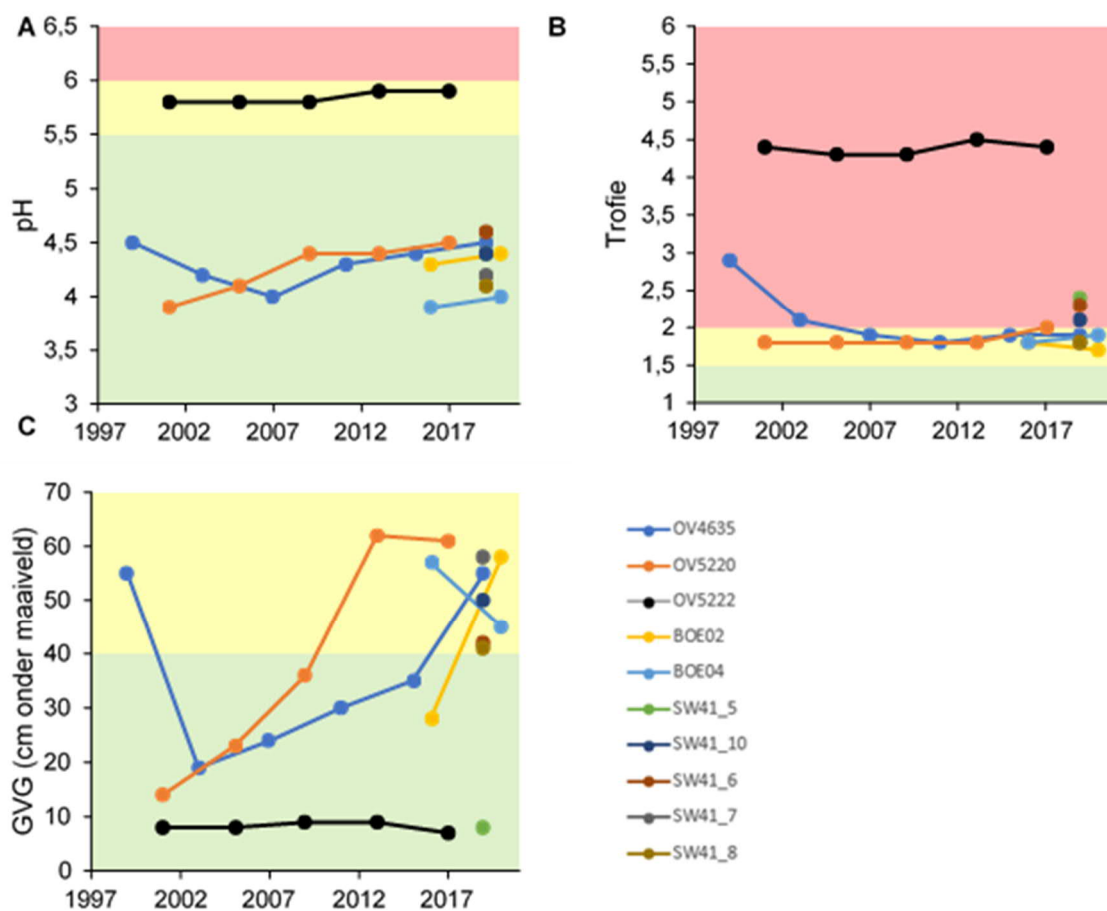 A
pH
6,5
6
5,5
5
4,5
4
3,5
3
1997 2002 2007 2012 2017
B
Trofie
6
5,5
5
4,5
4
3,5
3
2,5
2
1,5
1
1997 2002 2007 2012 2017
C
GVG (cm onder maaiveld)
70
60
50
40
30
20
10
0
1997 2002 2007 2012 2017
OV4635
OV5220
OV5222
BOE02
BOE04
SW41_5
SW41_10
SW41_6
SW41_7
SW41_8